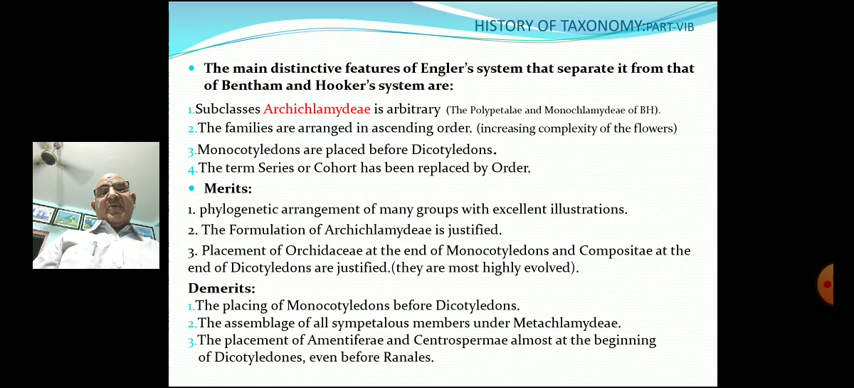 HISTORY OF TAXONOMY:PART-VIB
• The main distinctive features of Engler's system that separate it from that
of Bentham and Hooker's system are:
1.Subclasses Archichlamydeae is arbitrary (The Polypetalae and Monochlamydeae of BH).
2.The families are arranged in ascending order. (increasing complexity of the flowers)
3.Monocotyledons are placed before Dicotyledons.
4.The term Series or Cohort has been replaced by Order.
• Merits:
1. phylogenetic arrangement of many groups with excellent illustrations.
2. The Formulation of Archichlamydeae is justified.
3. Placement of Orchidaceae at the end of Monocotyledons and Compositae at the
end of Dicotyledons are justified.(they are most highly evolved).
Demerits:
1.The placing of Monocotyledons before Dicotyledons.
2.The assemblage of all sympetalous members under Metachlamydeae.
3.The placement of Amentiferae and Centrospermae almost at the beginning
of Dicotyledones, even before Ranales.